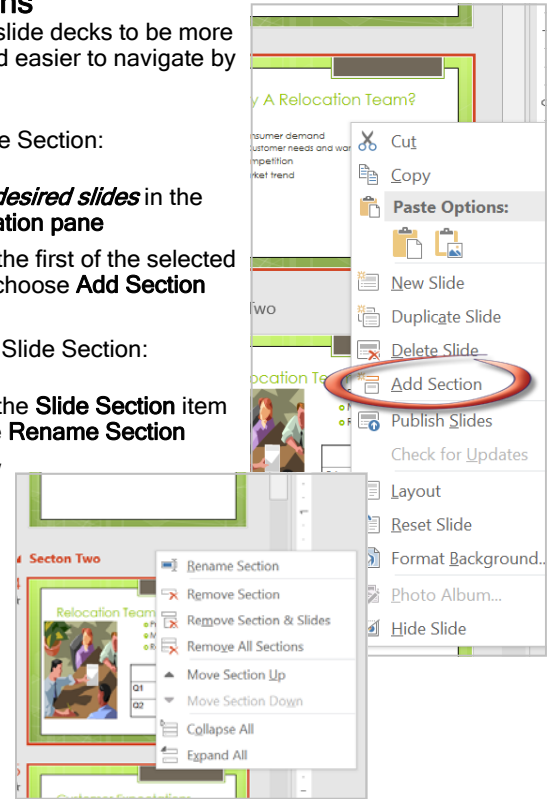 ns
slide decks to be more
d easier to navigate by
e Section:
desired slides in the
ation pane
the first of the selected
choose Add Section
Slide Section:
the Slide Section item
e Rename Section
y A Relocation Team?
nsumer demand
ustomer needs and wan
mpetition
rket trend
Two
ocation Te
Cut
Copy
Paste Options:
New Slide
Duplicate Slide
Delete Slide
Add Section
Publish Slides
Check for Updates
Layout
Reset Slide
Format Background..
Photo Album...
Hide Slide
Secton Two
Relocation Team
Q1
Q2
Rename Section
Remove Section
Remove Section & Slides
Remove All Sections
Move Section Up
Move Section Down
Collapse All
Expand All
Customer Expectations